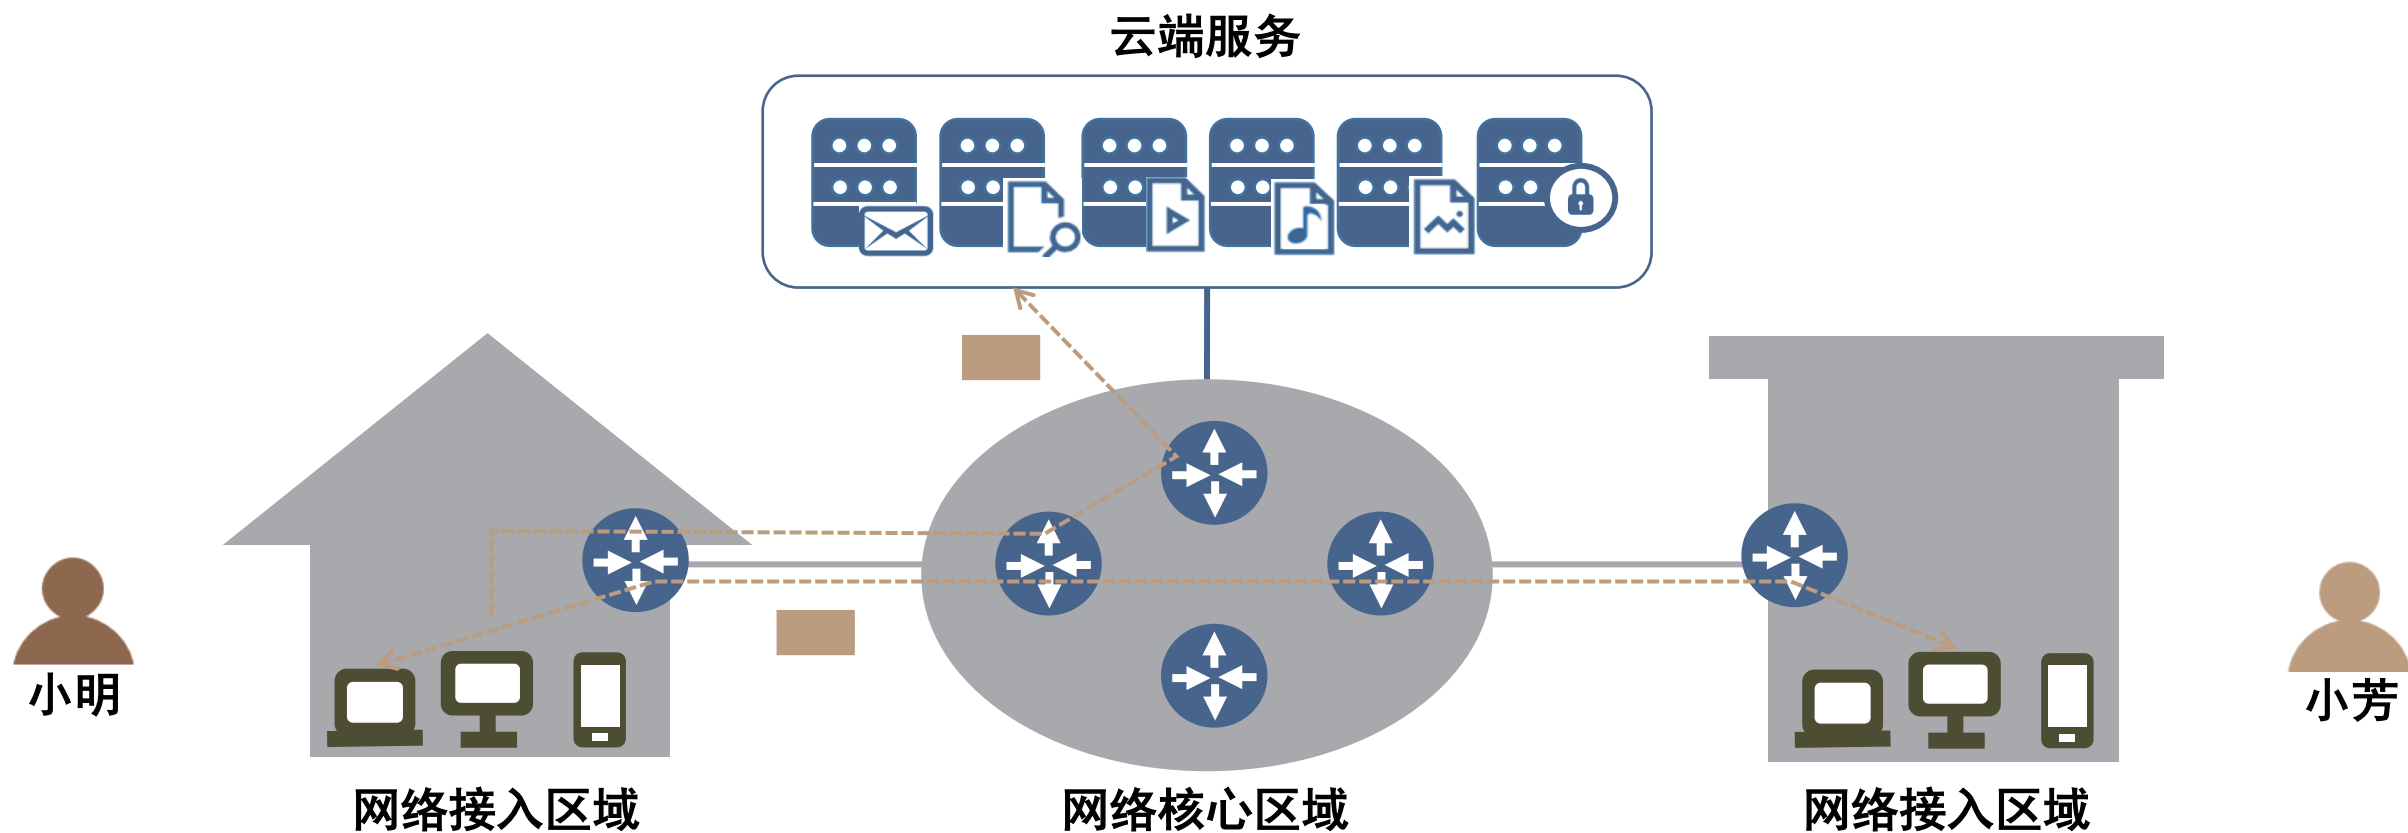 云端服务
小明
小芳
网络接入区域
网络核心区域
网络接入区域